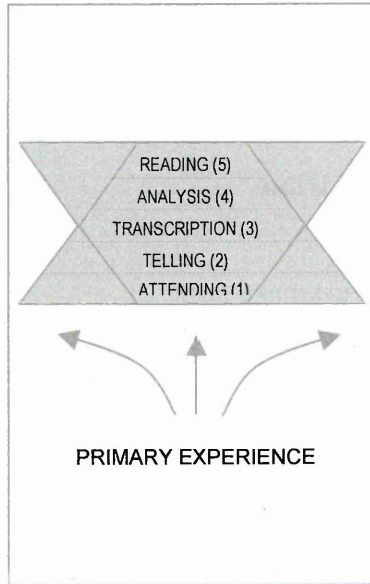 READING (5)
ANALYSIS (4)
TRANSCRIPTION (3)
TELLING (2)
ATTENDING (1)
PRIMARY EXPERIENCE